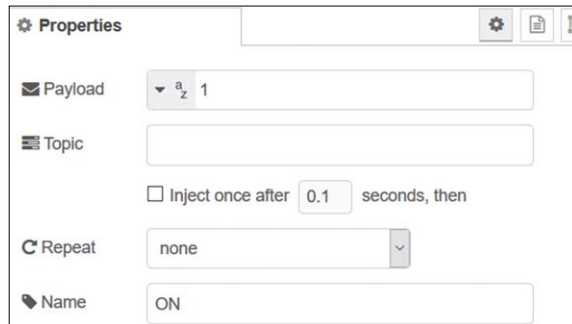 Properties
Payload
a
z 1
Topic
Inject once after 0.1 seconds, then
Repeat none
Name ON